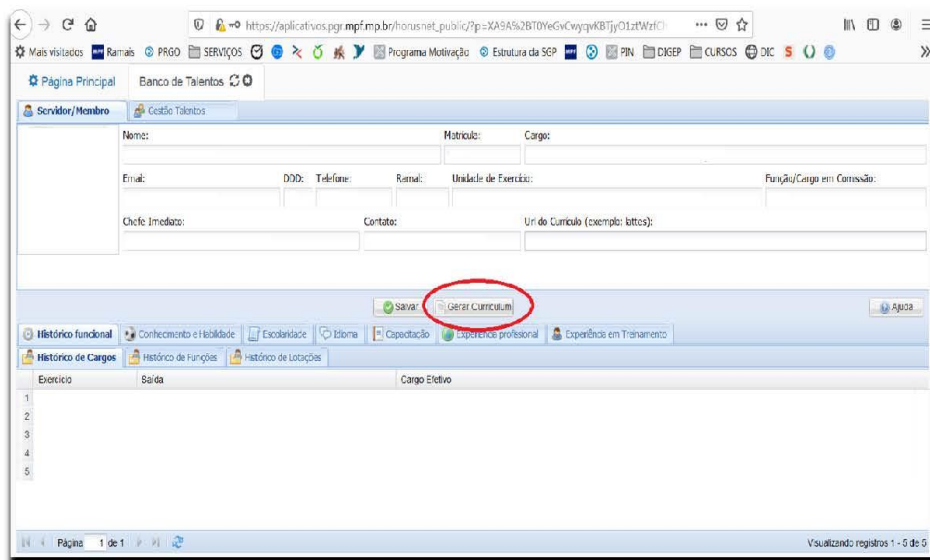 https://aplicativos.pgr.mpf.mp.br/horusnet_public/?p=XA9A%2BT0YeGvCwyqvKBTjyO1ztWzfC
Mais visitados Ramais PRGO SERVIÇOS Programa Motivação Estrutura da SGP PIN DIGEP CURSOS DIC
Página Principal Banco de Talentos
Servidor/Membro Gestão Talentos
Nome: Matrícula: Cargo:
Email: DDD: Telefone: Ramal: Unidade de Exercício: Função/Cargo em Comissão:
Chefe Imediato: Contato: Url do Currículo (exemplo: lattes):
Salvar Gerar Curriculum Ajuda
Histórico funcional Conhecimento e Habilidade Escolaridade Idioma Capacitação Experiência profissional Experiência em Treinamento
Histórico de Cargos Histórico de Funções Histórico de Lotações
Exercício Saída Cargo Efetivo
1
2
3
4
5
Página 1 de 1 Visualizando registros 1 - 5 de 5